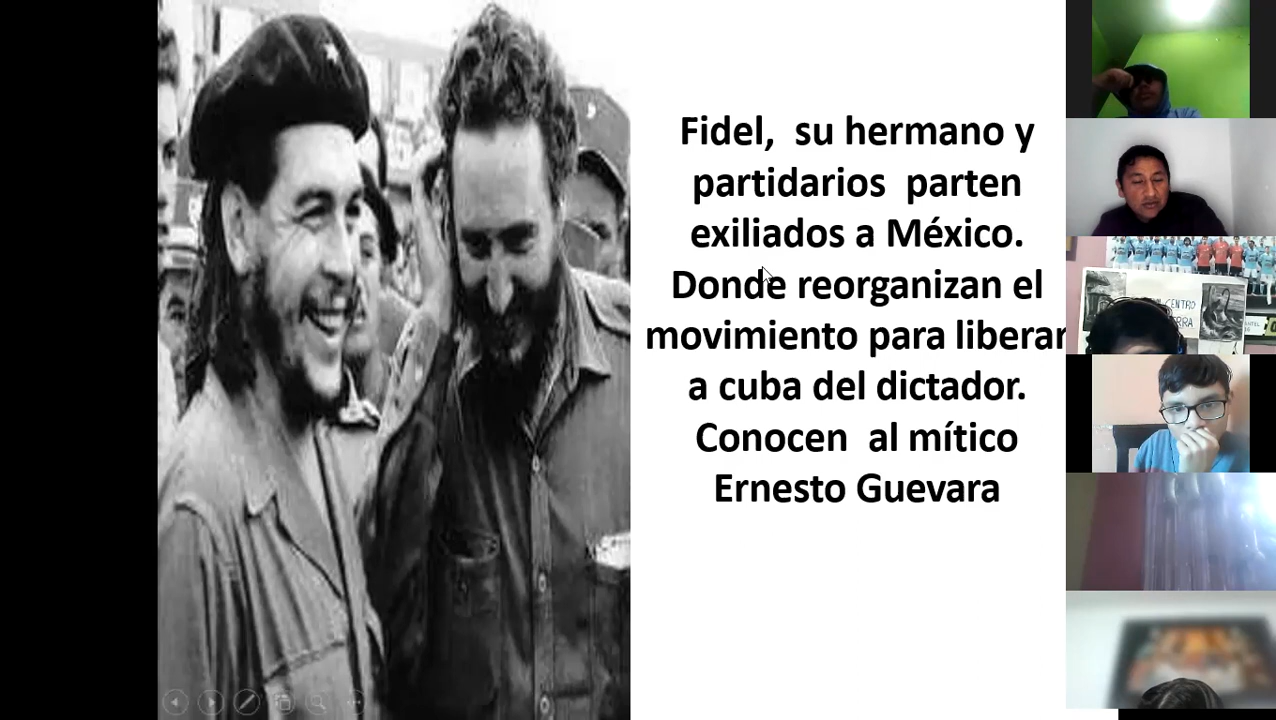 Fidel,  su hermano y
partidarios  parten
exiliados a México.
Donde reorganizan el
movimiento para liberar
a cuba del dictador.
Conocen  al mítico
Ernesto Guevara
CENTRO